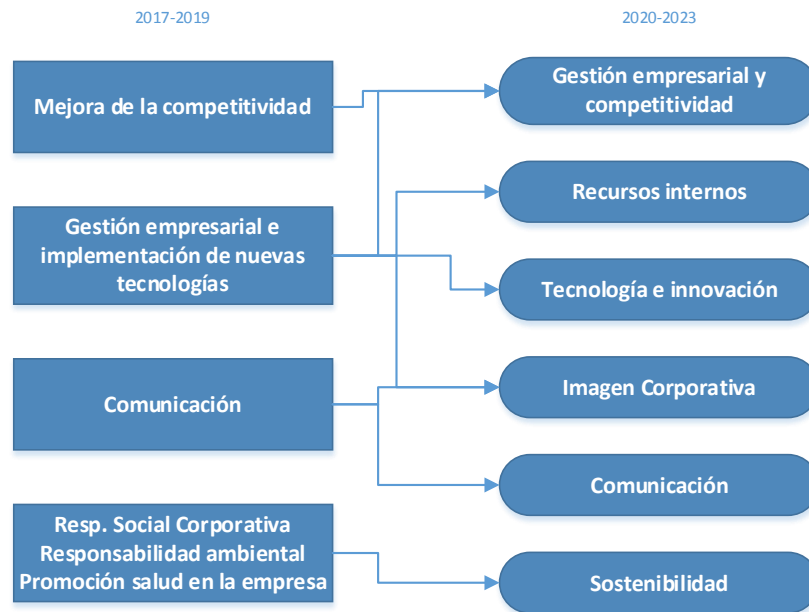 2017-2019
2020-2023
Mejora de la competitividad
Gestión empresarial e
implementación de nuevas
tecnologías
Comunicación
Resp. Social Corporativa
Responsabilidad ambiental
Promoción salud en la empresa
Gestión empresarial y
competitividad
Recursos internos
Tecnología e innovación
Imagen Corporativa
Comunicación
Sostenibilidad